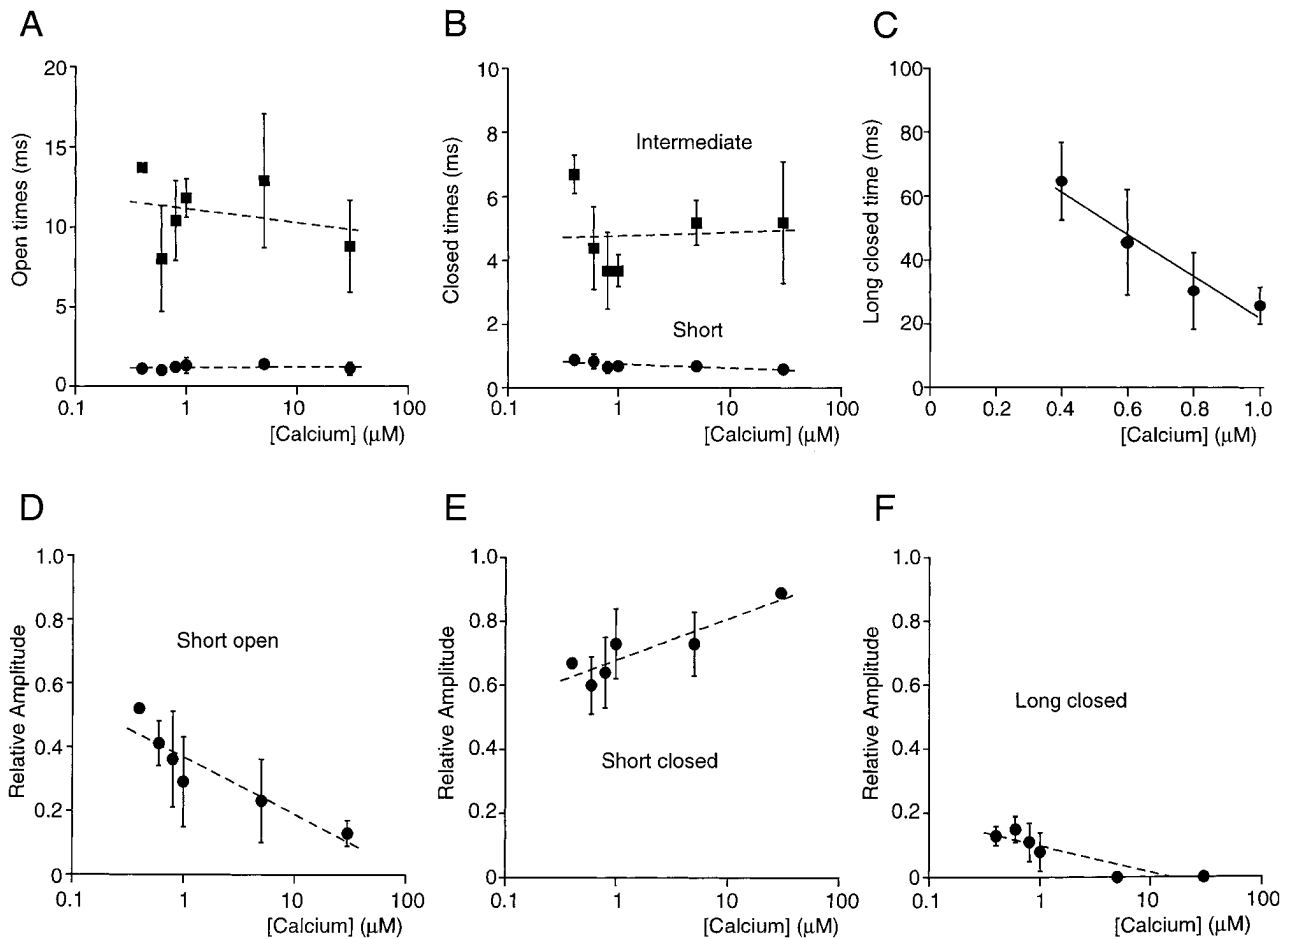 A
B
C
Open times (ms)
20
15
10
5
0
0.1
1
10
100
[Calcium] (μM)
Closed times (ms)
10
8
6
4
2
0
Intermediate
Short
0.1
1
10
100
[Calcium] (μM)
Long closed time (ms)
100
80
60
40
20
0
0
0.2
0.4
0.6
0.8
1.0
[Calcium] (μM)
D
E
F
Relative Amplitude
1.0
0.8
0.6
0.4
0.2
0
Short open
0.1
1
10
100
[Calcium] (μM)
Relative Amplitude
1.0
0.8
0.6
0.4
0.2
0
Short closed
0.1
1
10
100
[Calcium] (μM)
Relative Amplitude
1.0
0.8
0.6
0.4
0.2
0
Long closed
0.1
1
10
100
[Calcium] (μM)